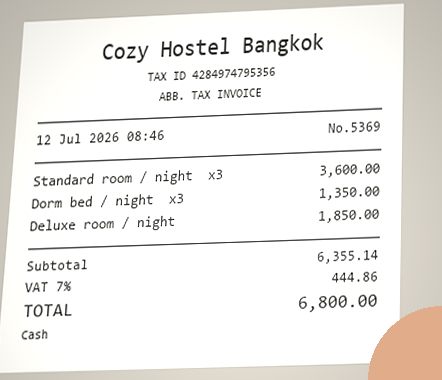 Cozy Hostel Bangkok
TAX ID 4284974795356
ABB. TAX INVOICE
12 Jul 2026 08:46 No.5369
Standard room / night x3 3,600.00
Dorm bed / night x3 1,350.00
Deluxe room / night 1,850.00
Subtotal 6,355.14
VAT 7% 444.86
TOTAL 6,800.00
Cash